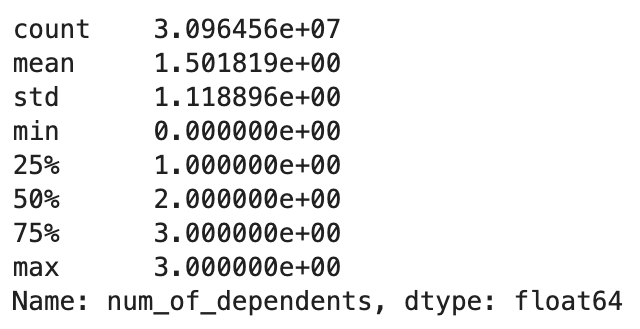 count    3.096456e+07
mean     1.501819e+00
std      1.118896e+00
min      0.000000e+00
25%      1.000000e+00
50%      2.000000e+00
75%      3.000000e+00
max      3.000000e+00
Name: num_of_dependents, dtype: float64